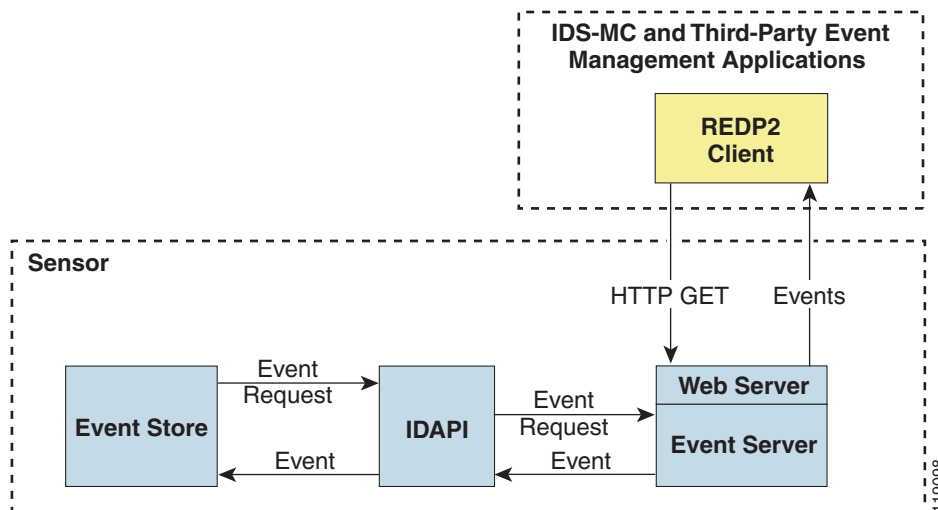 IDS-MC and Third-Party Event
Management Applications
REDP2
Client
Sensor
HTTP GET
Events
Event
Request
Event Store
IDAPI
Event
Request
Web Server
Event Server
Event
Event